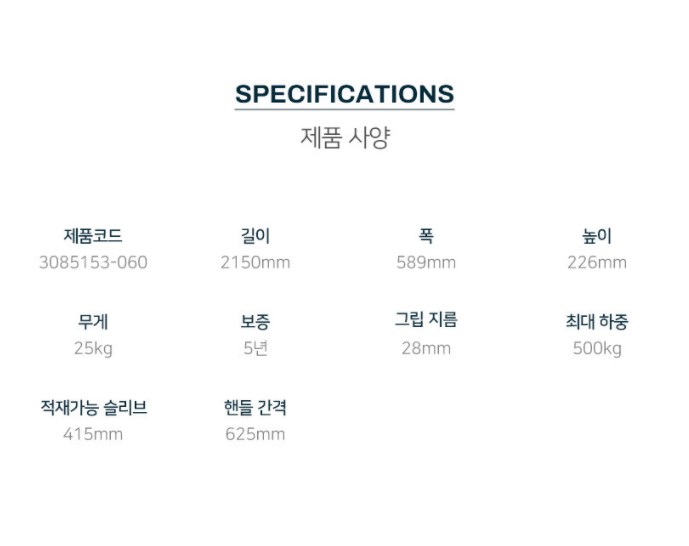 SPECIFICATIONS
제품 사양
제품코드 길이 폭 높이
3085153-060 2150mm 589mm 226mm
무게 보증 그립 지름 최대 하중
25kg 5년 28mm 500kg
적재가능 슬리브 핸들 간격
415mm 625mm